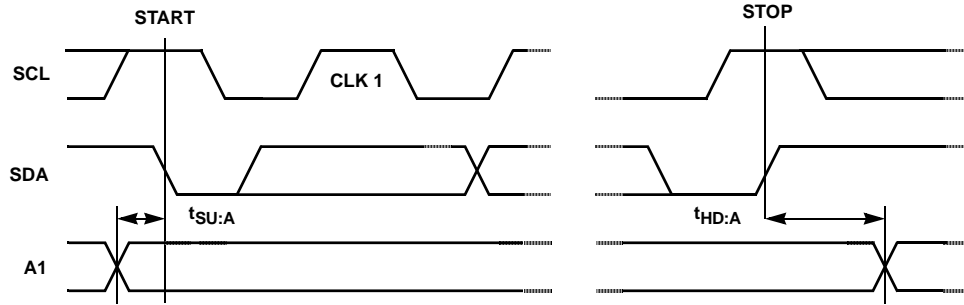 START
STOP
SCL
CLK 1
SDA
tSU:A
tHD:A
A1